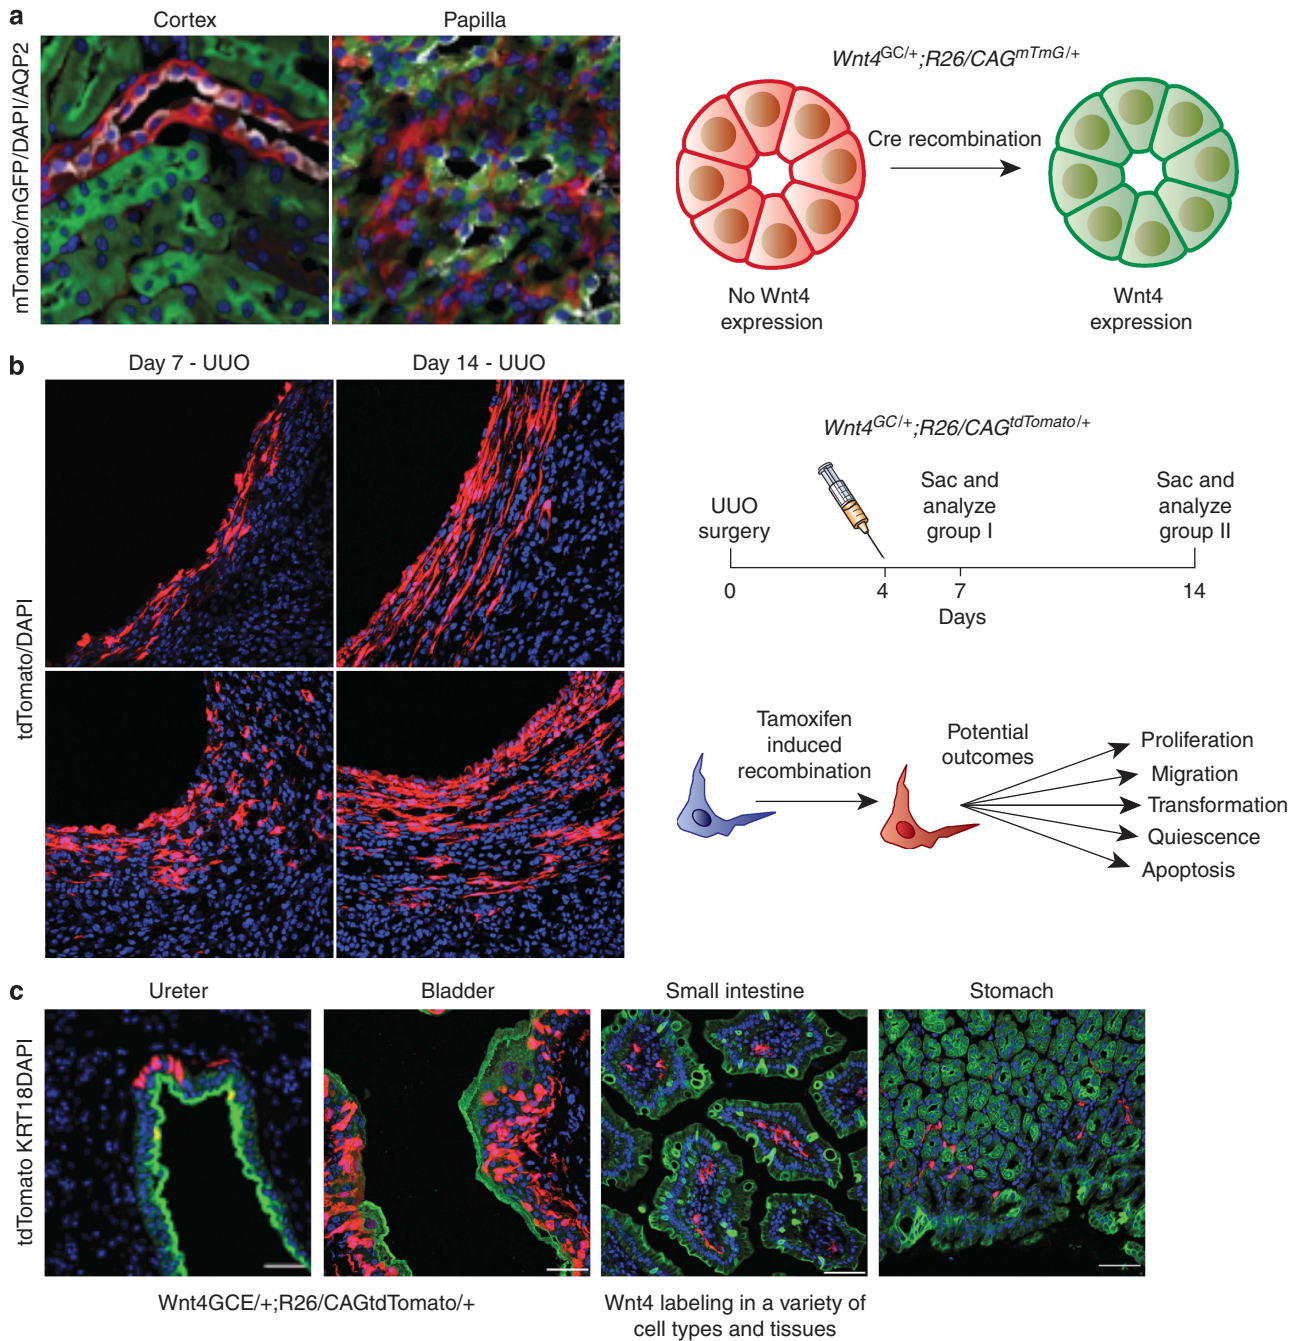 a
Cortex
Papilla
mTomato/mGFP/DAPI/AQP2
Wnt4GC/+;R26/CAGmTmG/+
Cre recombination
No Wnt4
expression
Wnt4
expression
b
Day 7 - UUO
Day 14 - UUO
tdTomato/DAPI
Wnt4GC/+;R26/CAGtdTomato/+
UUO
surgery
Sac and
analyze
group I
Sac and
analyze
group II
0
4
7
14
Days
Tamoxifen
induced
recombination
Potential
outcomes
Proliferation
Migration
Transformation
Quiescence
Apoptosis
c
Ureter
Bladder
Small intestine
Stomach
tdTomato KRT18DAPI
Wnt4GCE/+;R26/CAGtdTomato/+
Wnt4 labeling in a variety of
cell types and tissues